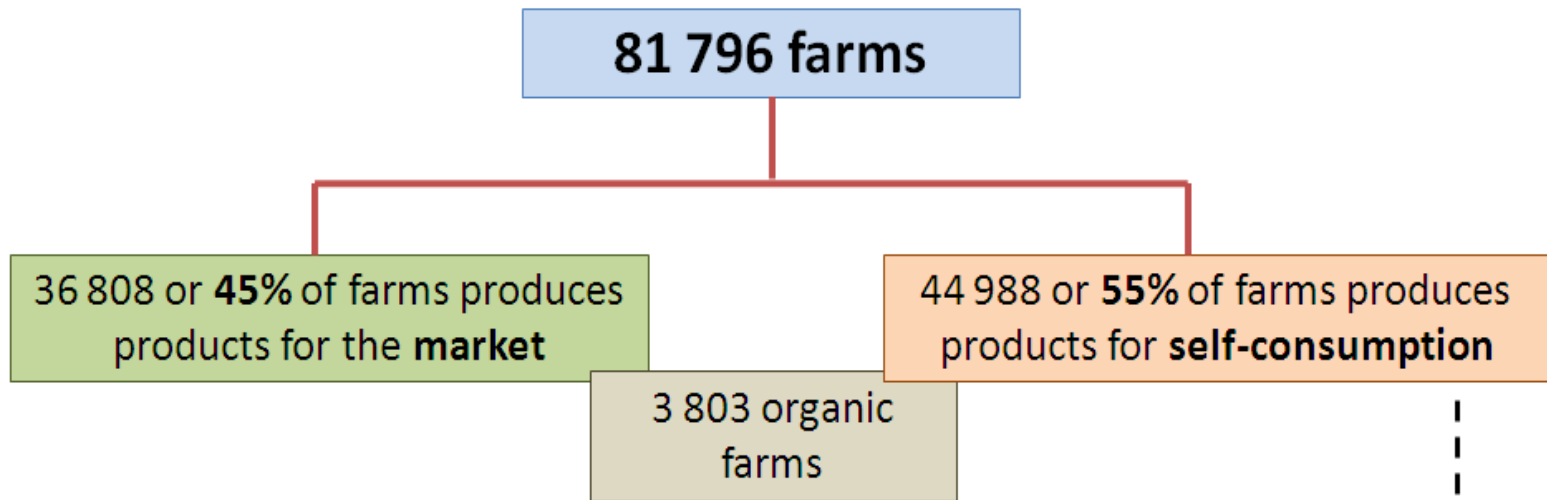 81 796 farms
36 808 or 45% of farms produces
products for the market
44 988 or 55% of farms produces
products for self-consumption
3 803 organic
farms